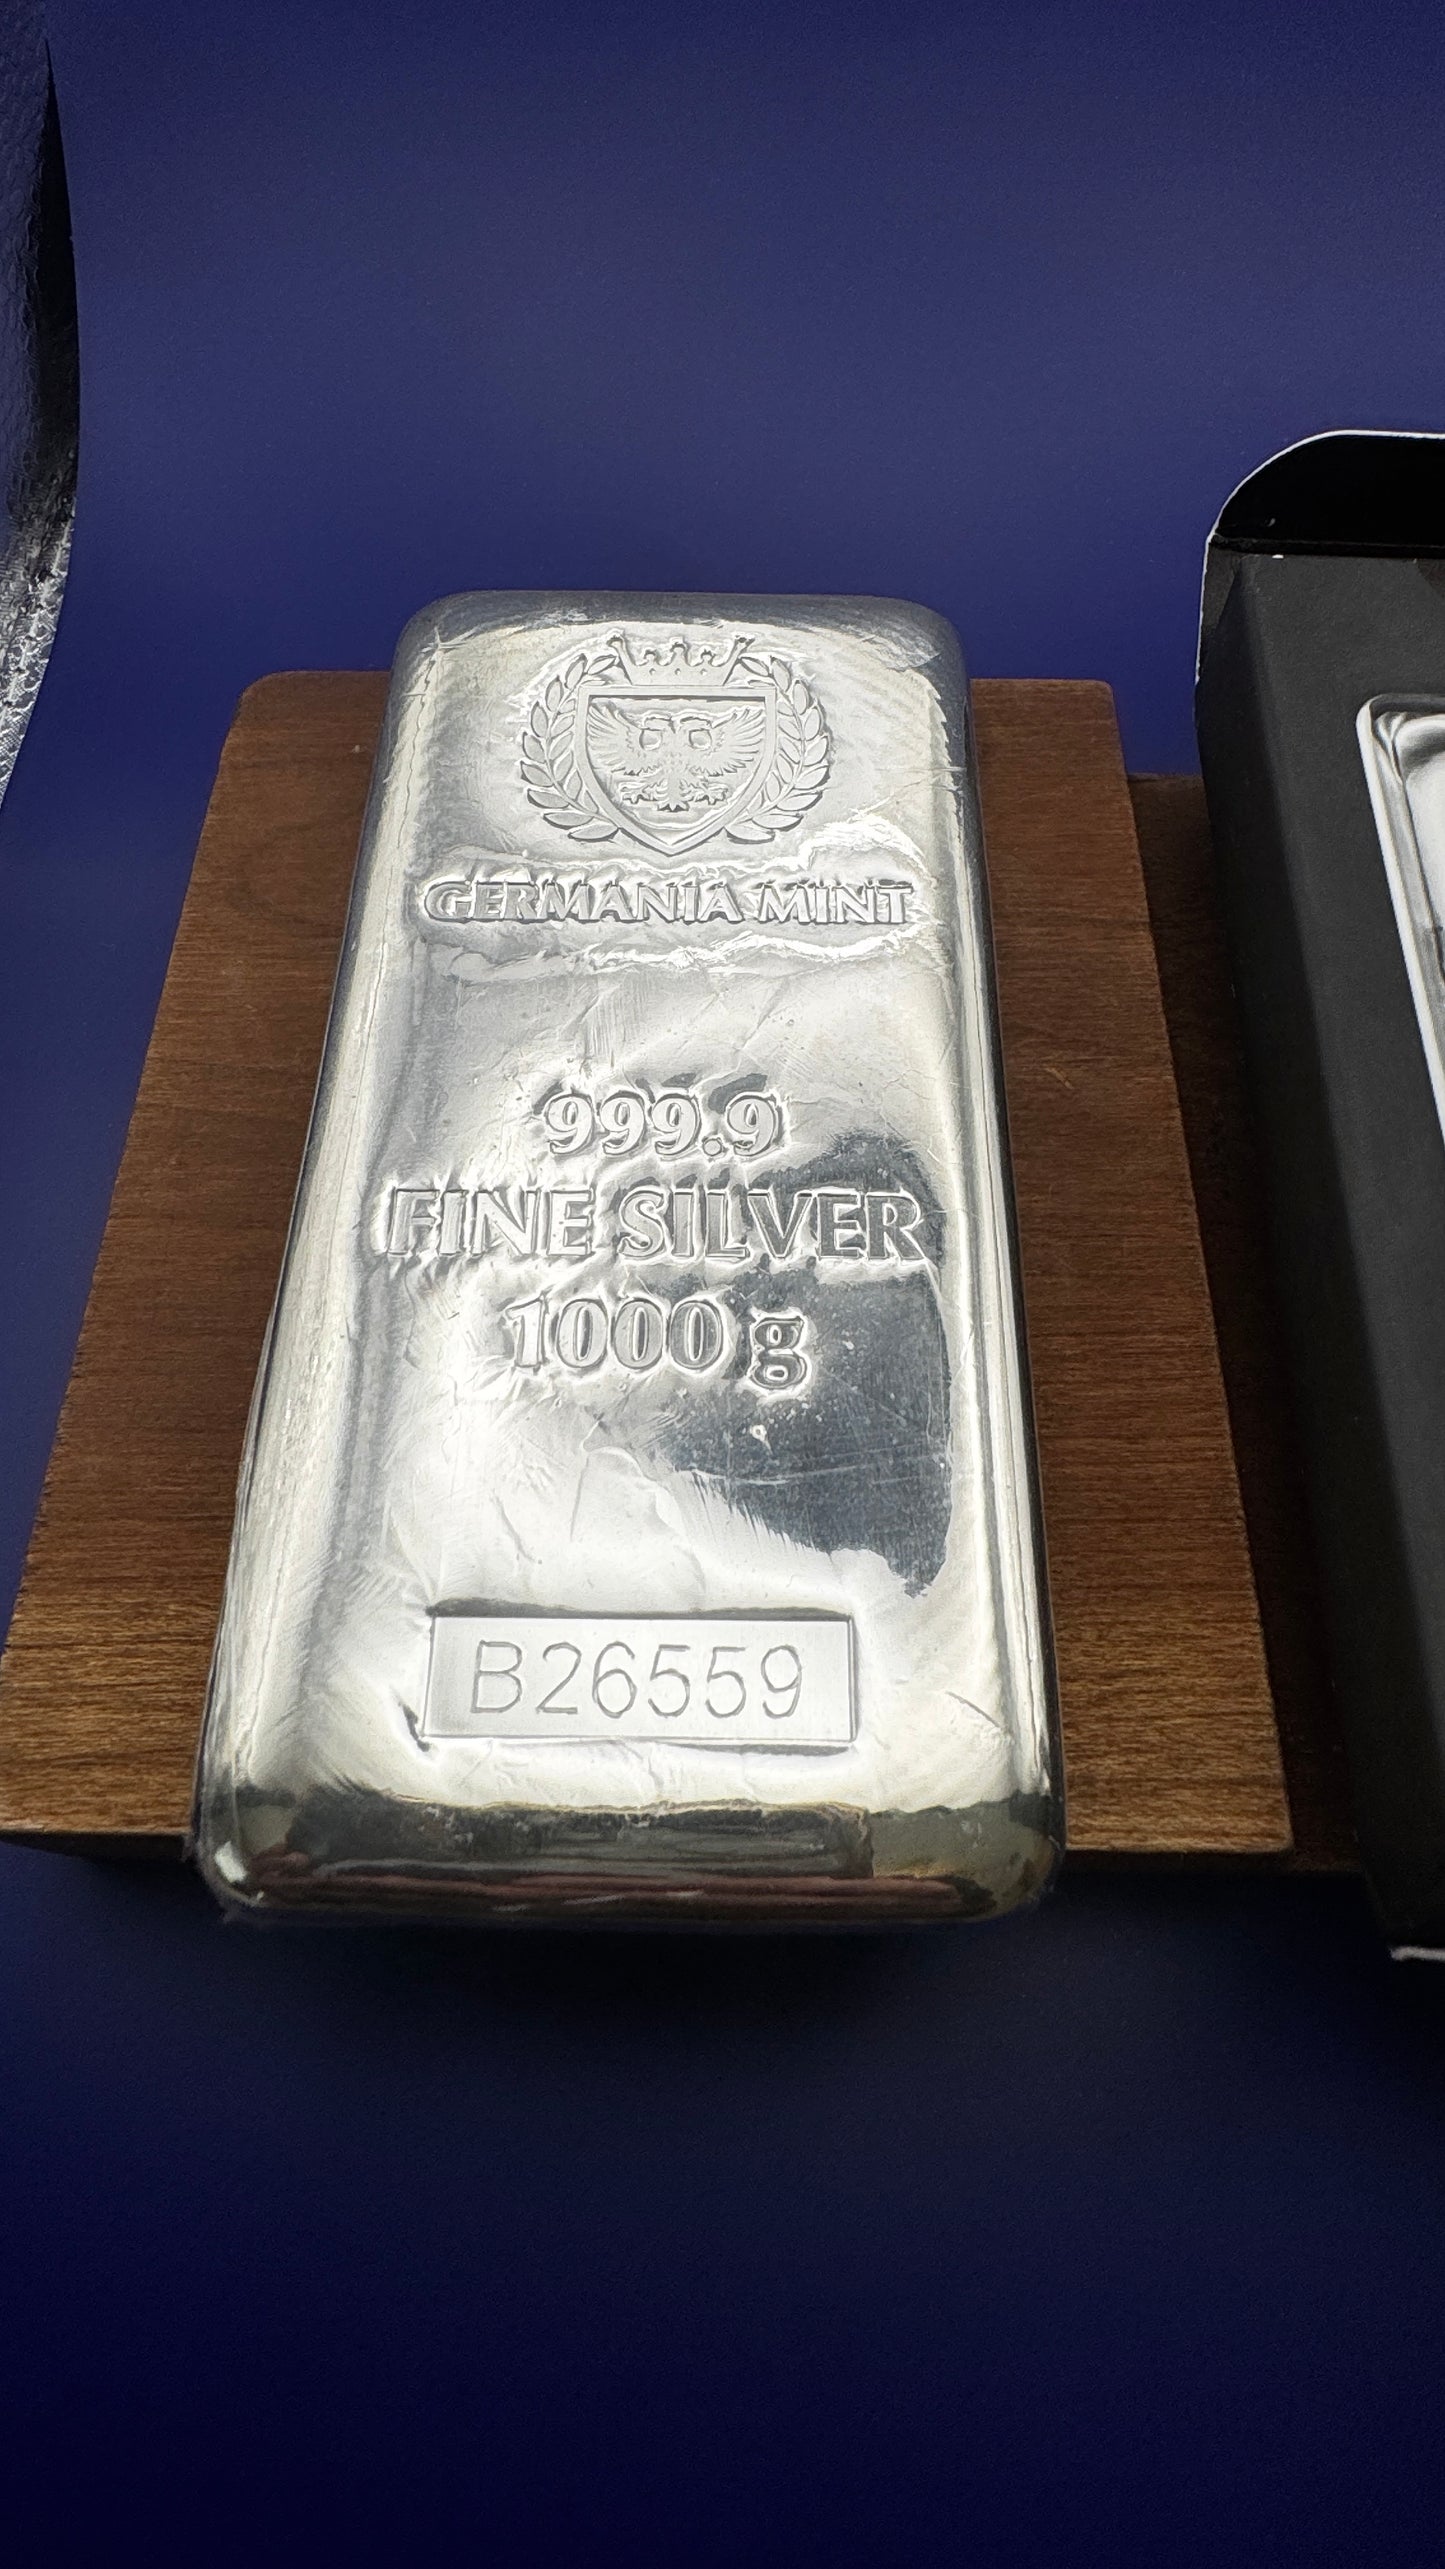 GERMANIA MINT
999.9
FINE SILVER
1000 g
B26559